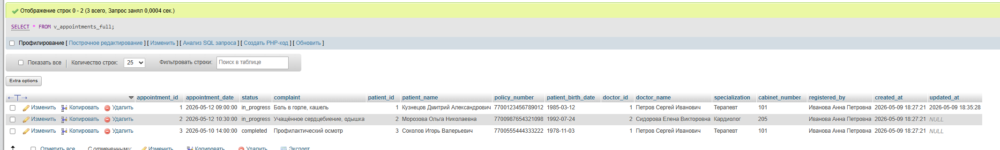 Отображение строк 0 - 2 (3 всего, Запрос занял 0,0004 сек.)
SELECT * FROM v_appointments_full;
Профилирование [ Построчное редактирование ] [ Изменить ] [ Анализ SQL запроса ] [ Создать PHP-код ] [ Обновить ]
Показать все | Количество строк: 25 Фильтровать строки: Поиск в таблице
Extra options
←T→ appointment_id appointment_date status complaint patient_id patient_name policy_number patient_birth_date doctor_id doctor_name specialization cabinet_number registered_by created_at updated_at
Изменить Копировать Удалить 1 2026-05-12 09:00:00 in_progress Боль в горле, кашель 1 Кузнецов Дмитрий Александрович 7700123456789012 1985-03-12 1 Петров Сергей Иванович Терапевт 101 Иванова Анна Петровна 2026-05-09 18:27:21 2026-05-09 18:35:28
Изменить Копировать Удалить 2 2026-05-12 10:30:00 in_progress Учащённое сердцебиение, одышка 2 Морозова Ольга Николаевна 7700987654321098 1992-07-24 2 Сидорова Елена Викторовна Кардиолог 205 Иванова Анна Петровна 2026-05-09 18:27:21 NULL
Изменить Копировать Удалить 3 2026-05-10 14:00:00 completed Профилактический осмотр 3 Соколов Игорь Валерьевич 7700555444333222 1978-11-03 1 Петров Сергей Иванович Терапевт 101 Иванова Анна Петровна 2026-05-09 18:27:21 NULL
Отметить все С отмеченными: Изменить Копировать Удалить Экспорт